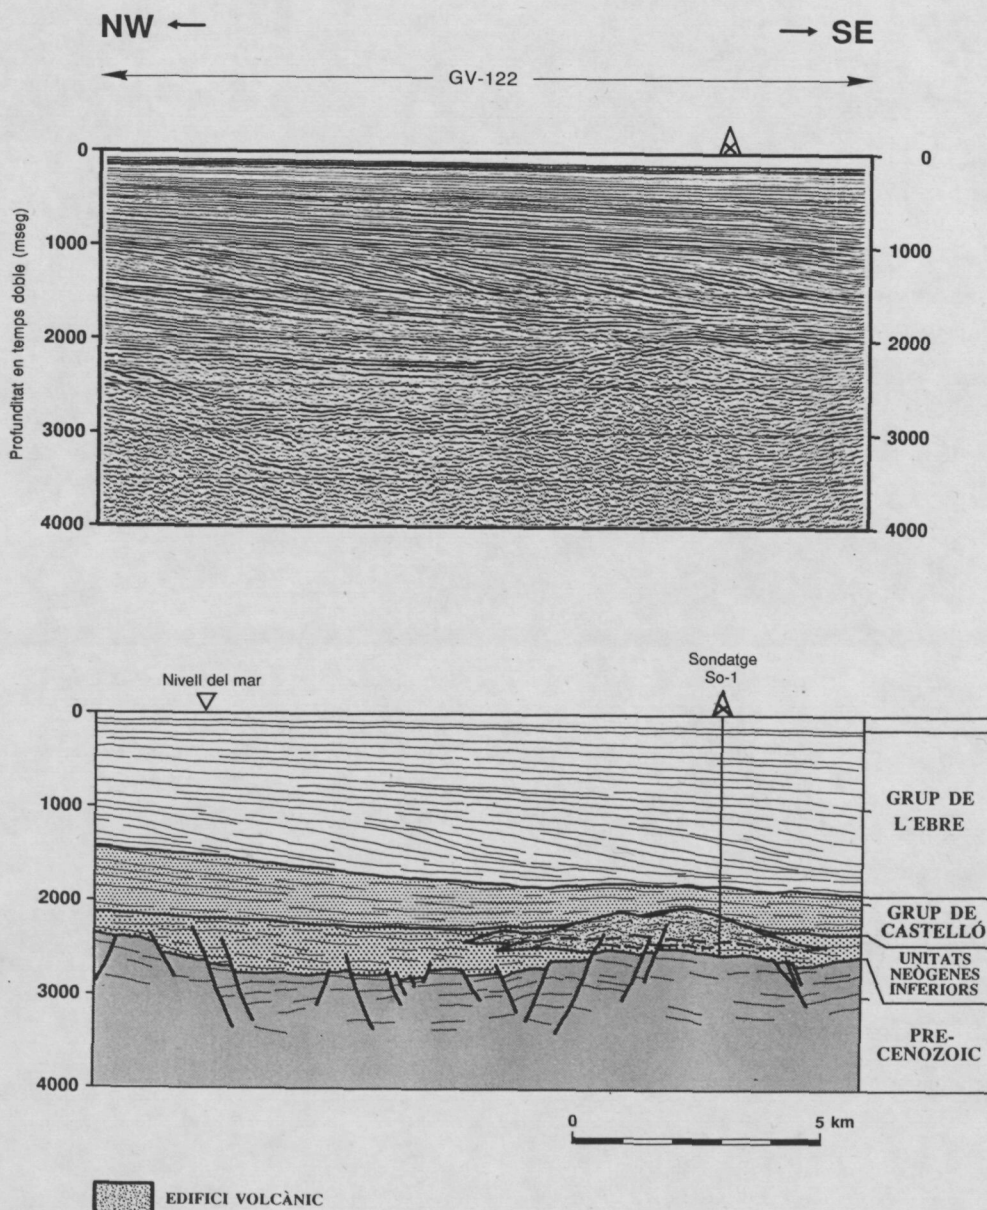 NW ← → SE
GV-122
Profunditat en temps doble (mseg)
0 0
1000 1000
2000 2000
3000 3000
4000 4000
Nivell del mar
Sondatge
So-1
0
1000
2000
3000
4000
GRUP DE
L´EBRE
GRUP DE
CASTELLÓ
UNITATS
NEÒGENES
INFERIORS
PRE-
CENOZOIC
0 5 km
EDIFICI VOLCÀNIC